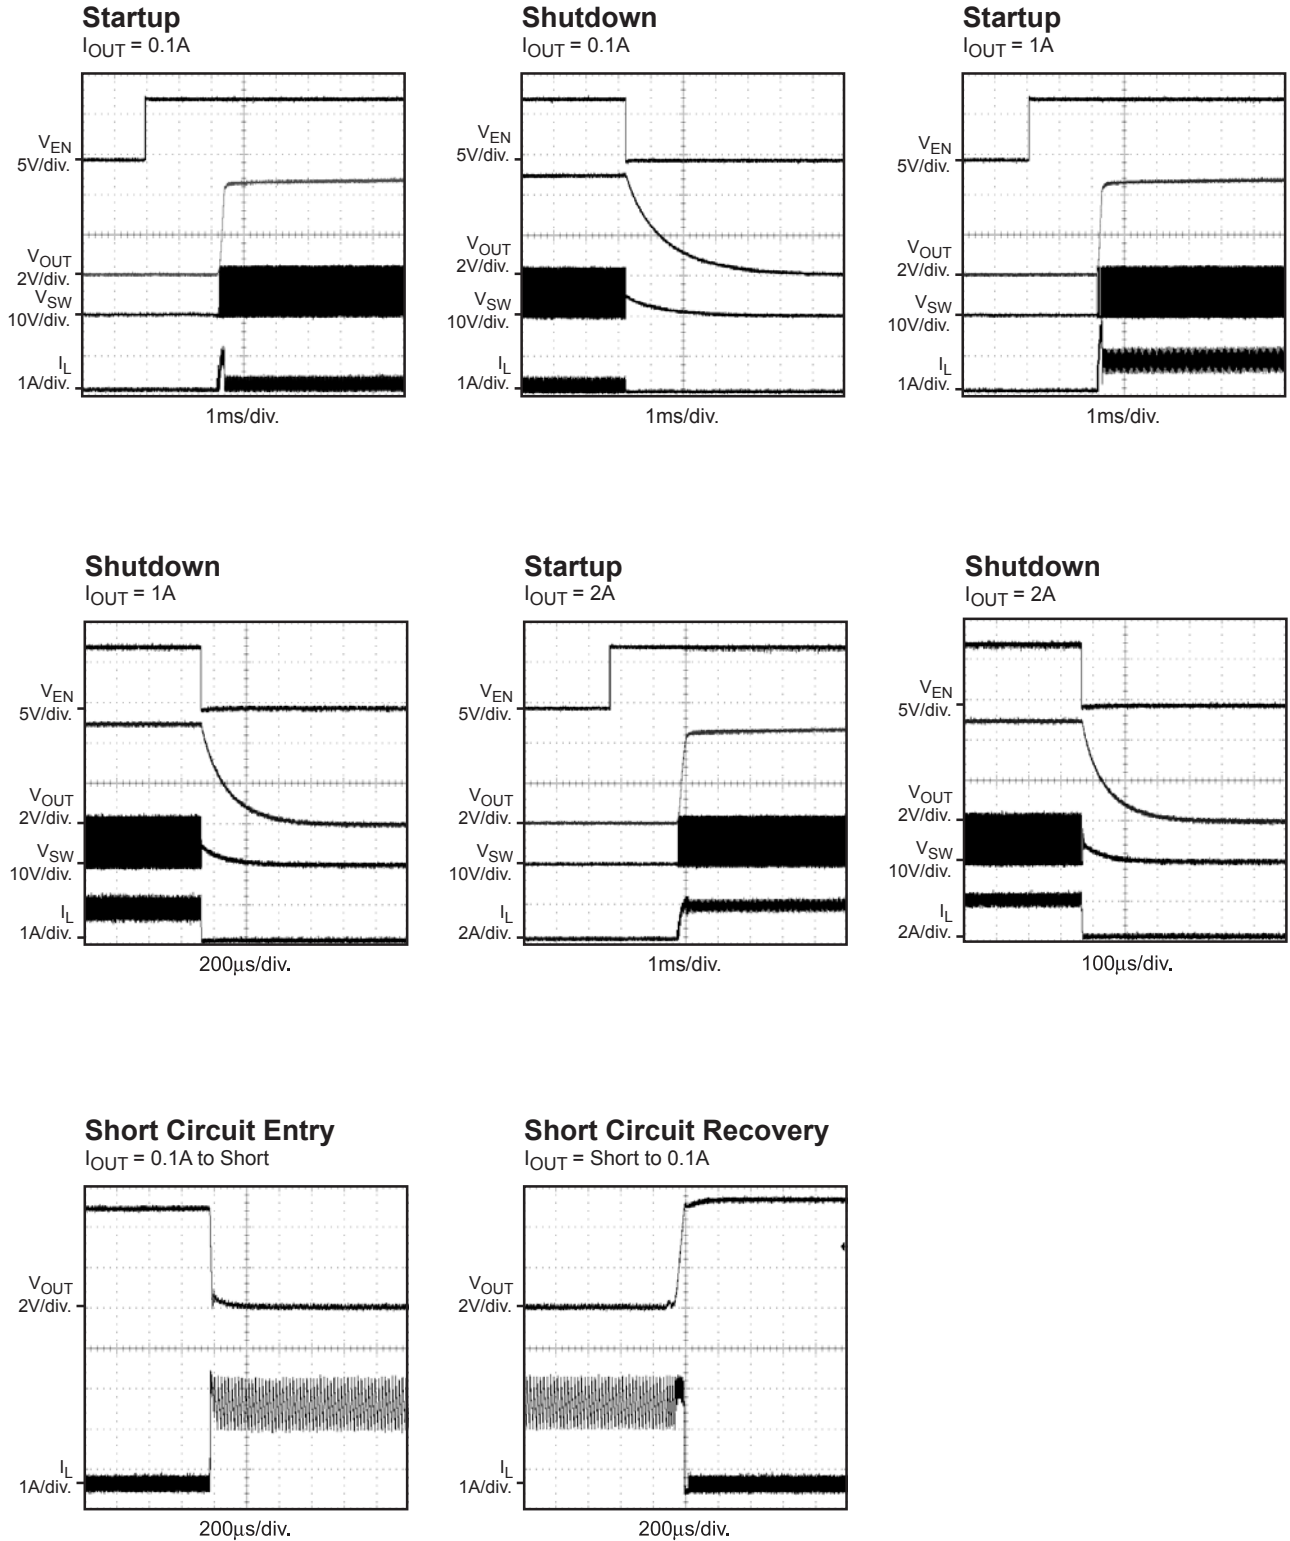 Startup
IOUT = 0.1A
VEN
5V/div.
VOUT
2V/div.
VSW
10V/div.
IL
1A/div.
1ms/div.
Shutdown
IOUT = 0.1A
VEN
5V/div.
VOUT
2V/div.
VSW
10V/div.
IL
1A/div.
1ms/div.
Startup
IOUT = 1A
VEN
5V/div.
VOUT
2V/div.
VSW
10V/div.
IL
1A/div.
1ms/div.
Shutdown
IOUT = 1A
VEN
5V/div.
VOUT
2V/div.
VSW
10V/div.
IL
1A/div.
200µs/div.
Startup
IOUT = 2A
VEN
5V/div.
VOUT
2V/div.
VSW
10V/div.
IL
2A/div.
1ms/div.
Shutdown
IOUT = 2A
VEN
5V/div.
VOUT
2V/div.
VSW
10V/div.
IL
2A/div.
100µs/div.
Short Circuit Entry
IOUT = 0.1A to Short
VOUT
2V/div.
IL
1A/div.
200µs/div.
Short Circuit Recovery
IOUT = Short to 0.1A
VOUT
2V/div.
IL
1A/div.
200µs/div.